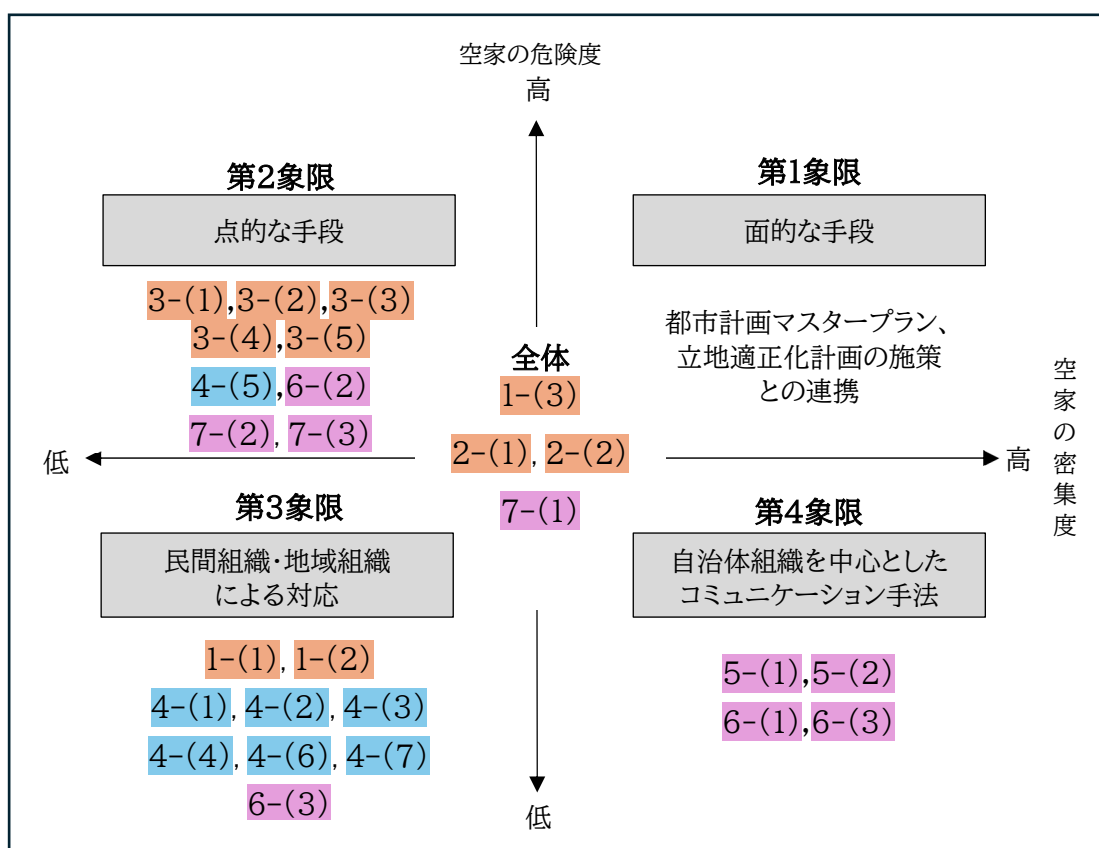 空家の危険度
高
第2象限
点的な手段
3-(1),3-(2),3-(3)
3-(4),3-(5)
4-(5),6-(2)
7-(2), 7-(3)
第1象限
面的な手段
都市計画マスタープラン、
立地適正化計画の施策
との連携
全体
1-(3)
2-(1), 2-(2)
7-(1)
低
高
空家の密集度
第3象限
民間組織・地域組織
による対応
1-(1), 1-(2)
4-(1), 4-(2), 4-(3)
4-(4), 4-(6), 4-(7)
6-(3)
第4象限
自治体組織を中心とした
コミュニケーション手法
5-(1),5-(2)
6-(1),6-(3)
低